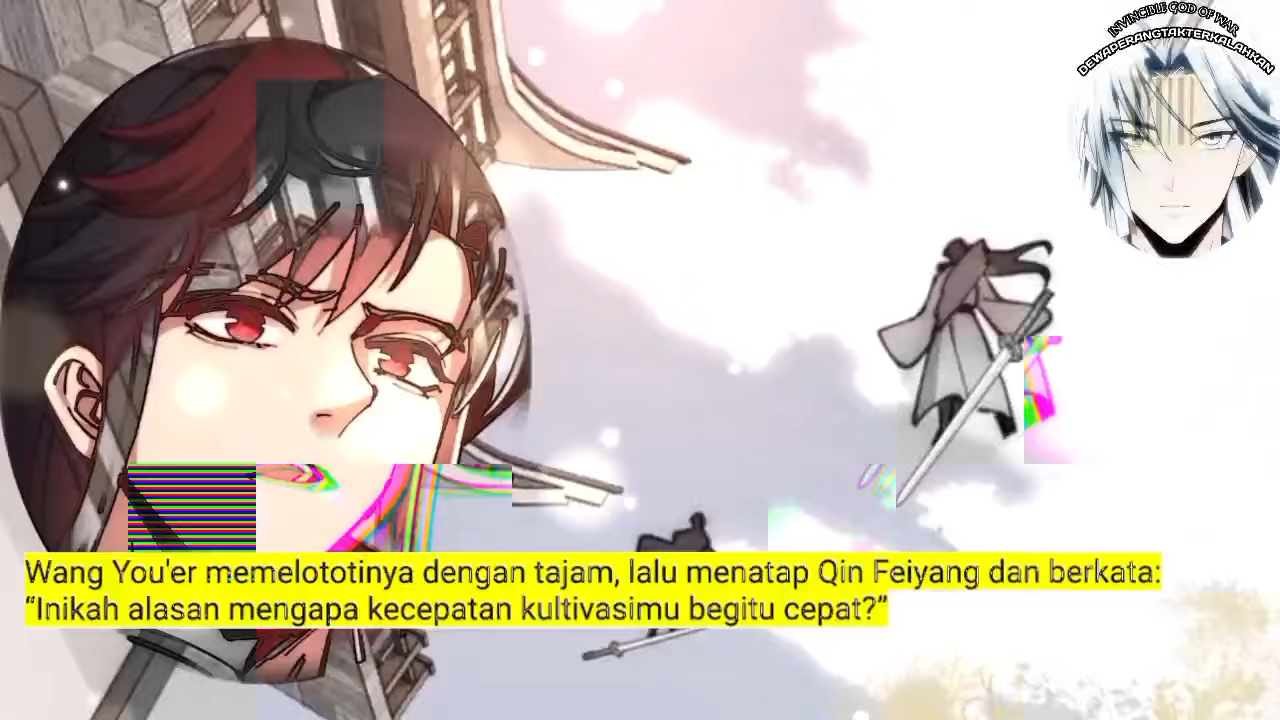 INVINCIBLE GOD OF WAR
DEWAPERANGTAKTERKALAHKAN
Wang You'er memelototinya dengan tajam, lalu menatap Qin Feiyang dan berkata:
“Inikah alasan mengapa kecepatan kultivasimu begitu cepat?”